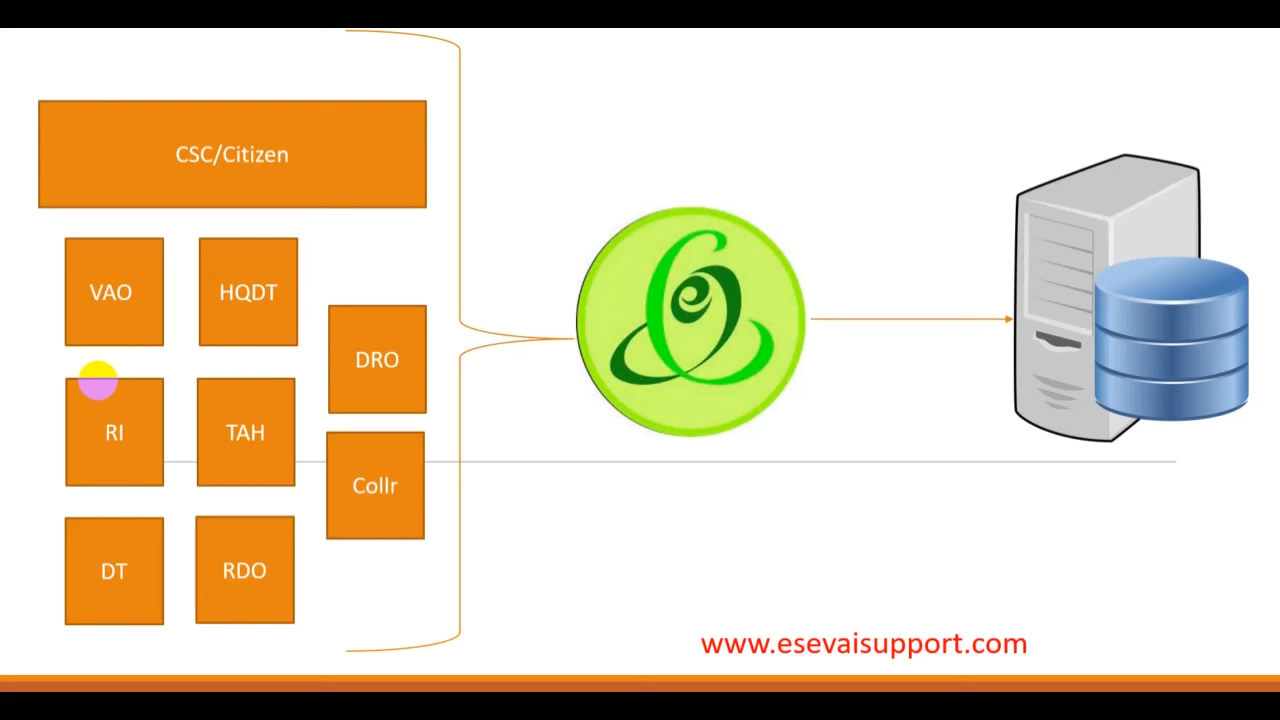 CSC/Citizen
VAO
HQDT
DRO
RI
TAH
Collr
DT
RDO
www.esevaisupport.com